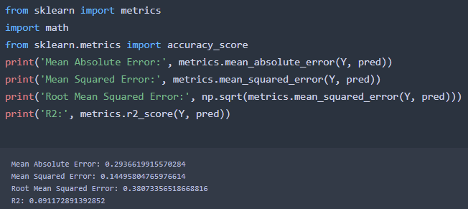 from sklearn import metrics
import math
from sklearn.metrics import accuracy_score
print('Mean Absolute Error:', metrics.mean_absolute_error(Y, pred))
print('Mean Squared Error:', metrics.mean_squared_error(Y, pred))
print('Root Mean Squared Error:', np.sqrt(metrics.mean_squared_error(Y, pred)))
print('R2:', metrics.r2_score(Y, pred))
Mean Absolute Error: 0.2936619915570284
Mean Squared Error: 0.14495804765976614
Root Mean Squared Error: 0.38073356518668816
R2: 0.091172891392852